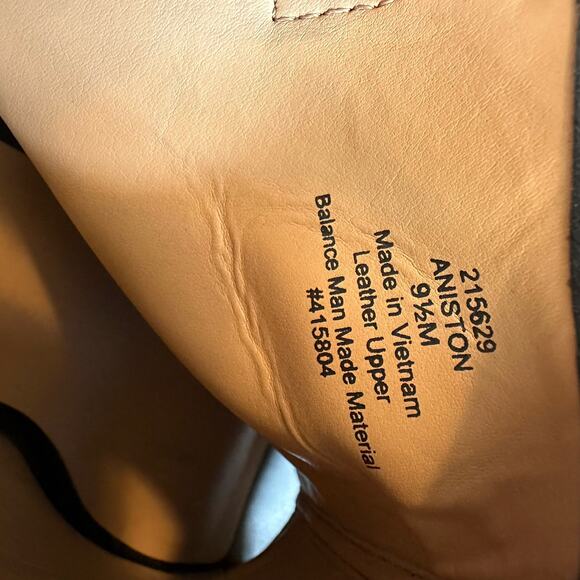 215629
ANISTON
9½M
Made in Vietnam
Leather Upper
Balance Man Made Material
#415804